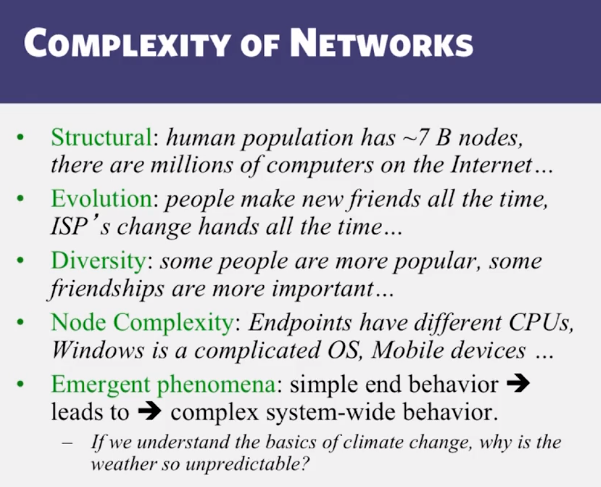 COMPLEXITY OF NETWORKS
• Structural: human population has ~7 B nodes,
there are millions of computers on the Internet…
• Evolution: people make new friends all the time,
ISP’s change hands all the time…
• Diversity: some people are more popular, some
friendships are more important…
• Node Complexity: Endpoints have different CPUs,
Windows is a complicated OS, Mobile devices …
• Emergent phenomena: simple end behavior ➔
leads to ➔ complex system-wide behavior.
– If we understand the basics of climate change, why is the
weather so unpredictable?